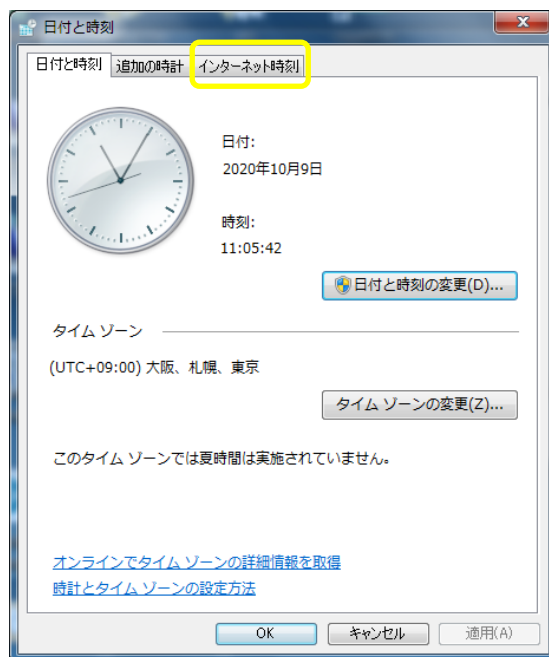 日付と時刻
日付と時刻 追加の時計 インターネット時刻
日付:
2020年10月9日
時刻:
11:05:42
日付と時刻の変更(D)...
タイム ゾーン
(UTC+09:00) 大阪、札幌、東京
タイム ゾーンの変更(Z)...
このタイム ゾーンでは夏時間は実施されていません。
オンラインでタイム ゾーンの詳細情報を取得
時計とタイム ゾーンの設定方法
OK キャンセル 適用(A)